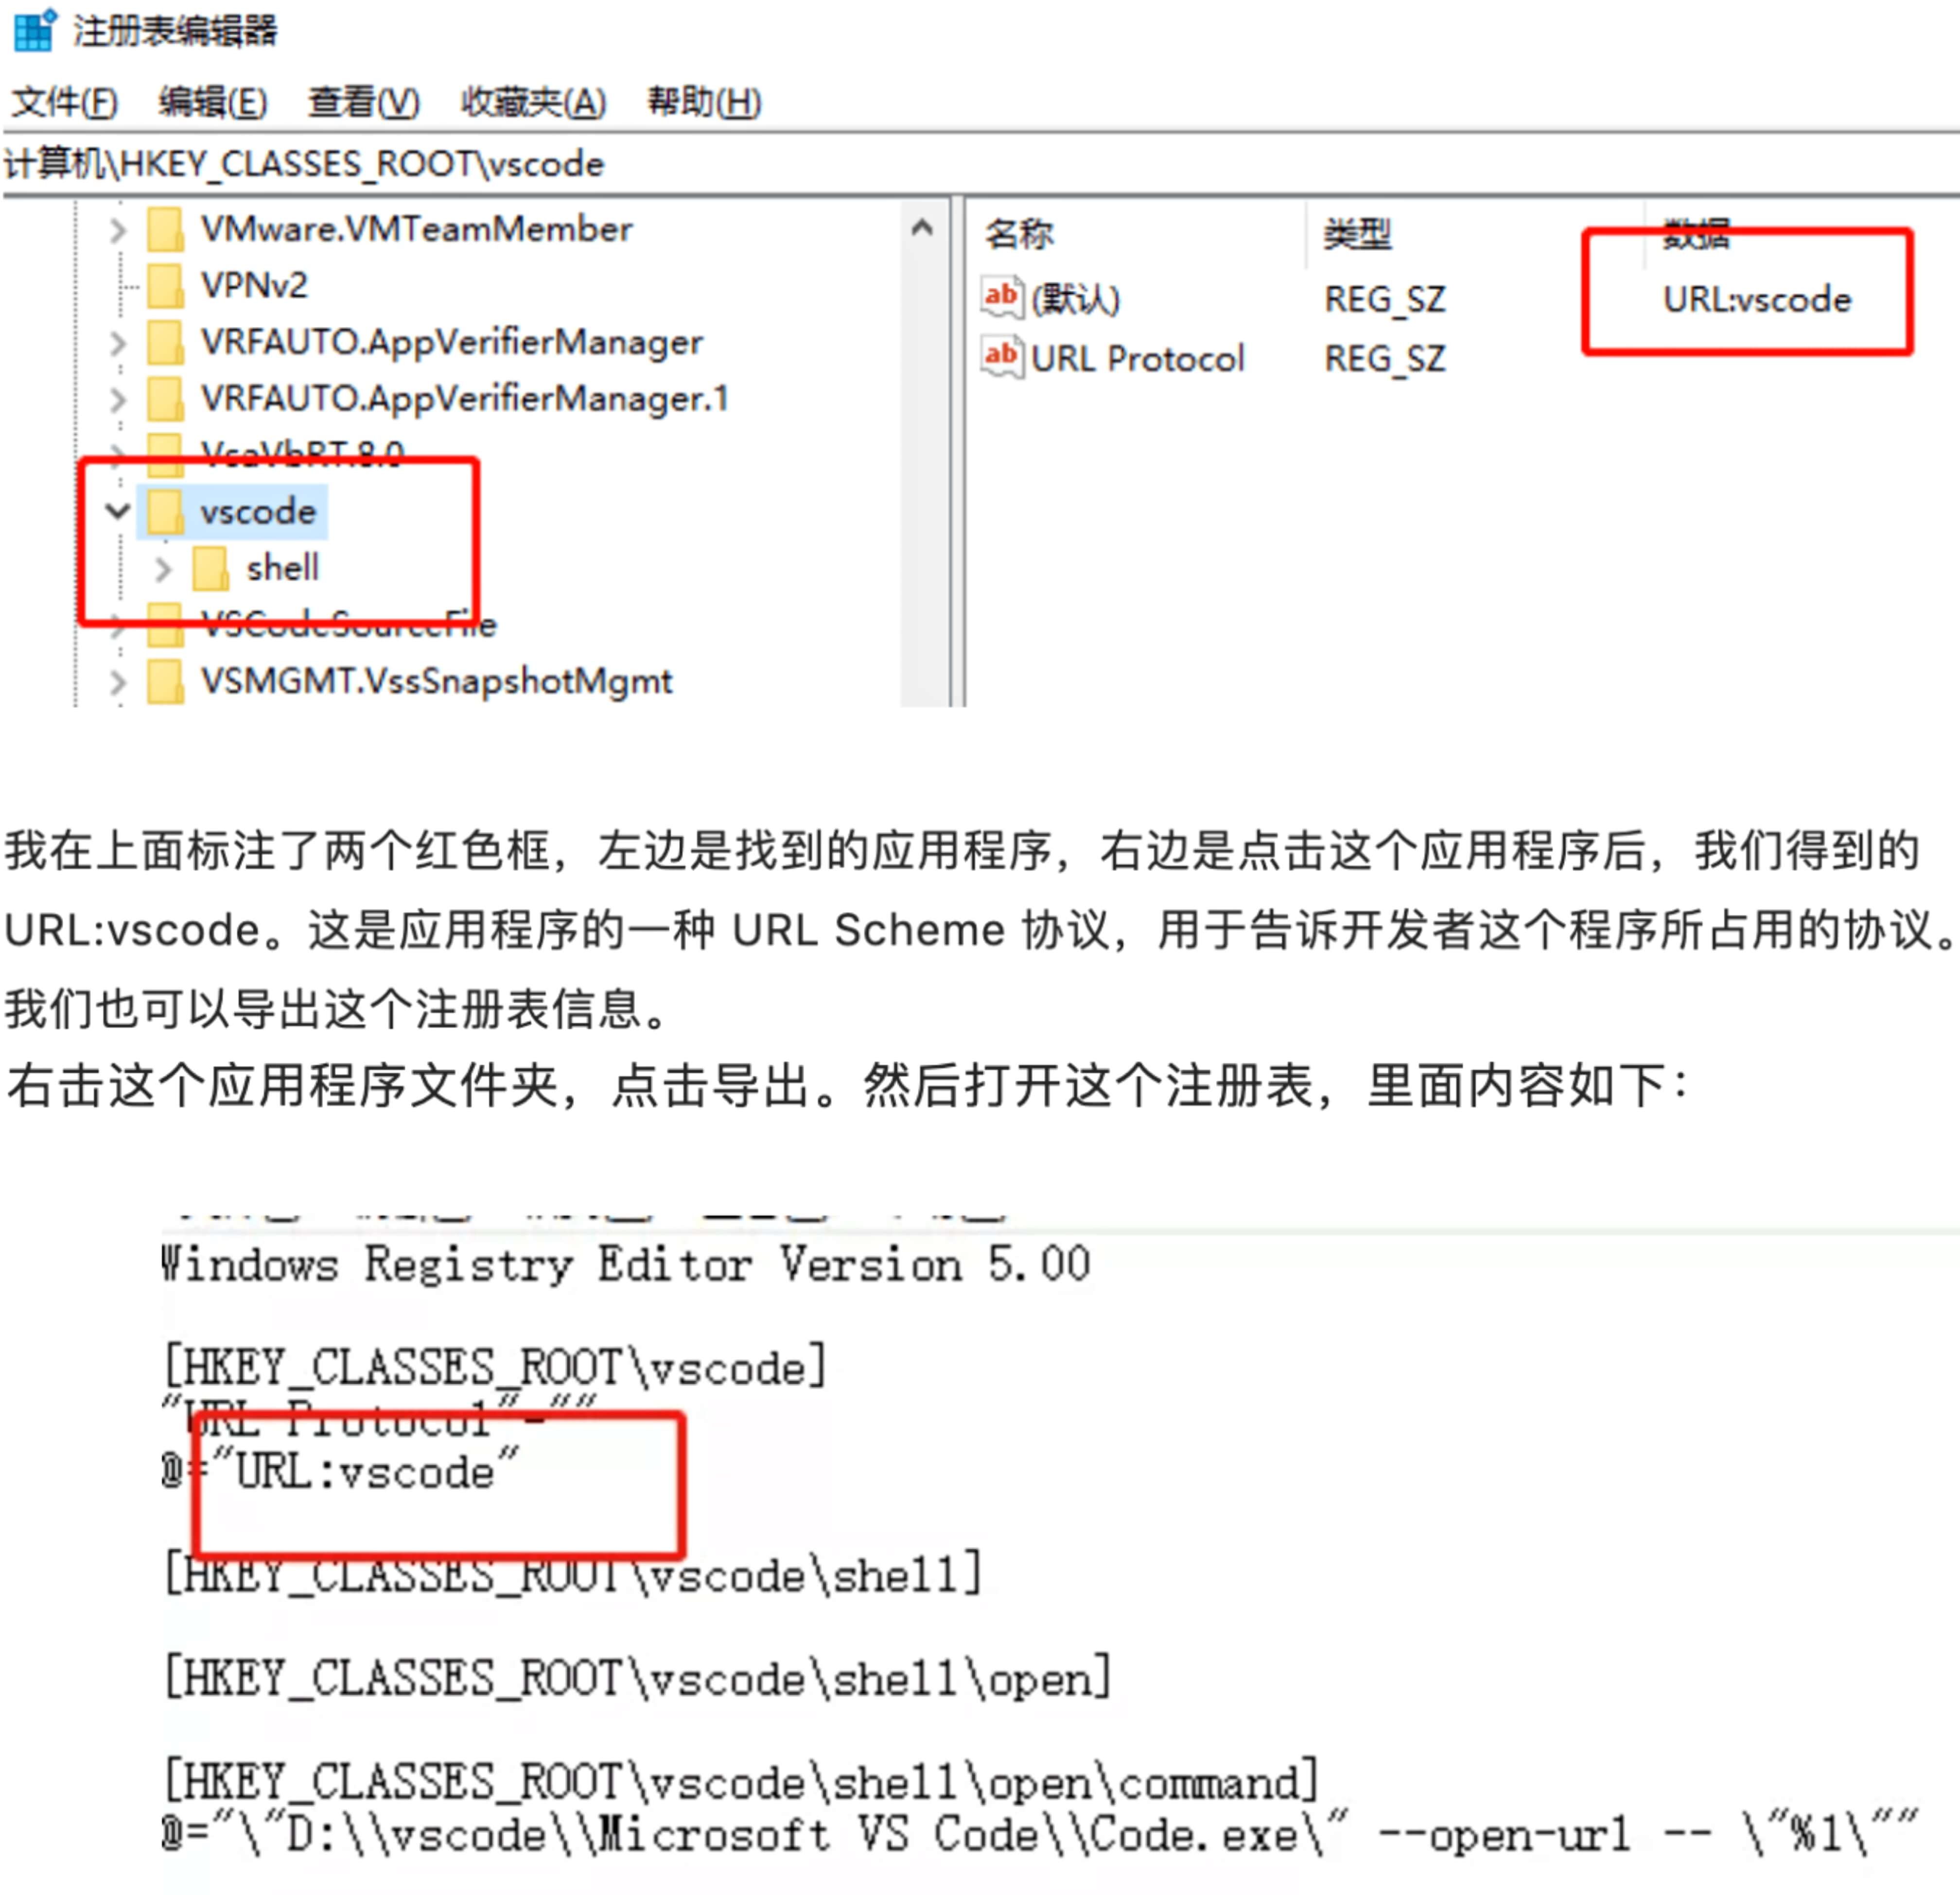 注册表编辑器
文件(F) 编辑(E) 查看(V) 收藏夹(A) 帮助(H)
计算机\HKEY_CLASSES_ROOT\vscode
VMware.VMTeamMember
VPNv2
VRFAUTO.AppVerifierManager
VRFAUTO.AppVerifierManager.1
VsaVbRT.8.0
vscode
shell
VSCodeSourceFile
VSMGMT.VssSnapshotMgmt
名称 类型 数据
ab (默认) REG_SZ URL:vscode
ab URL Protocol REG_SZ
我在上面标注了两个红色框，左边是找到的应用程序，右边是点击这个应用程序后，我们得到的
URL:vscode。这是应用程序的一种 URL Scheme 协议，用于告诉开发者这个程序所占用的协议。
我们也可以导出这个注册表信息。
右击这个应用程序文件夹，点击导出。然后打开这个注册表，里面内容如下：
Windows Registry Editor Version 5.00
[HKEY_CLASSES_ROOT\vscode]
"URL Protocol"=""
@="URL:vscode"
[HKEY_CLASSES_ROOT\vscode\shell]
[HKEY_CLASSES_ROOT\vscode\shell\open]
[HKEY_CLASSES_ROOT\vscode\shell\open\command]
@="\"D:\\vscode\\Microsoft VS Code\\Code.exe\" --open-url -- \"%1\""